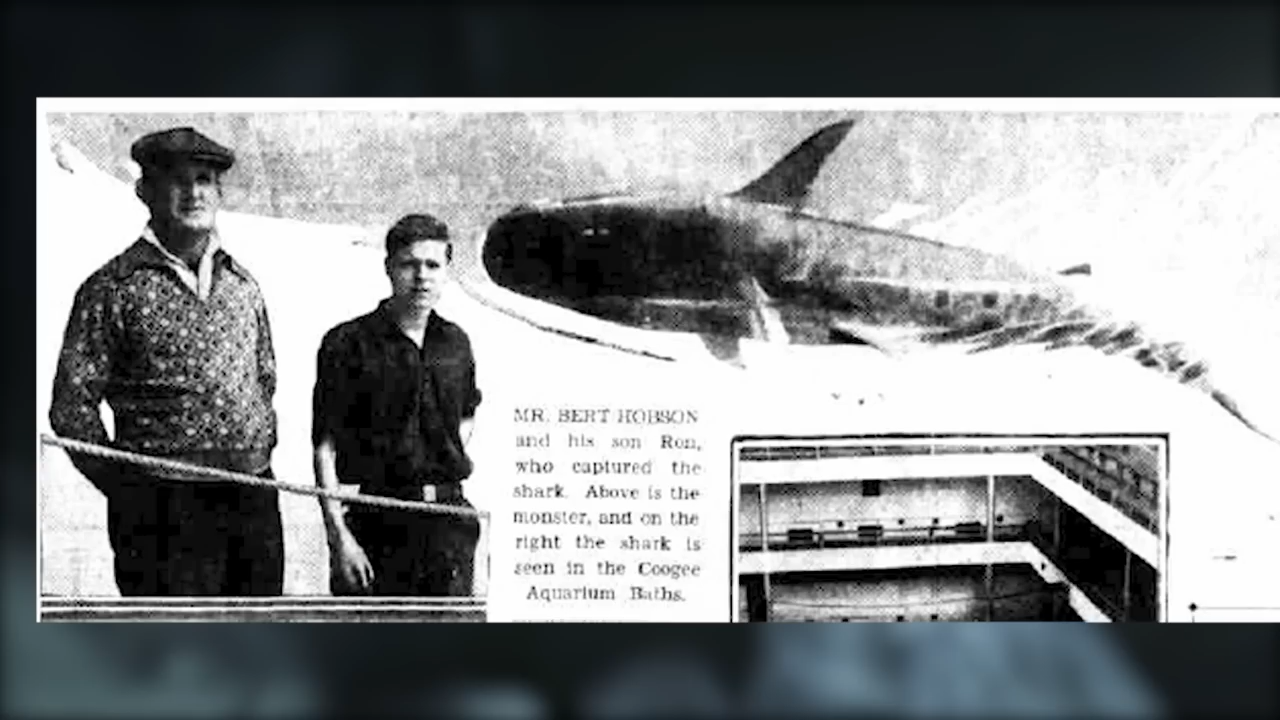 MR. BERT HOBSON
and his son Ron,
who captured the
shark. Above is the
monster, and on the
right the shark is
seen in the Coogee
Aquarium Baths.